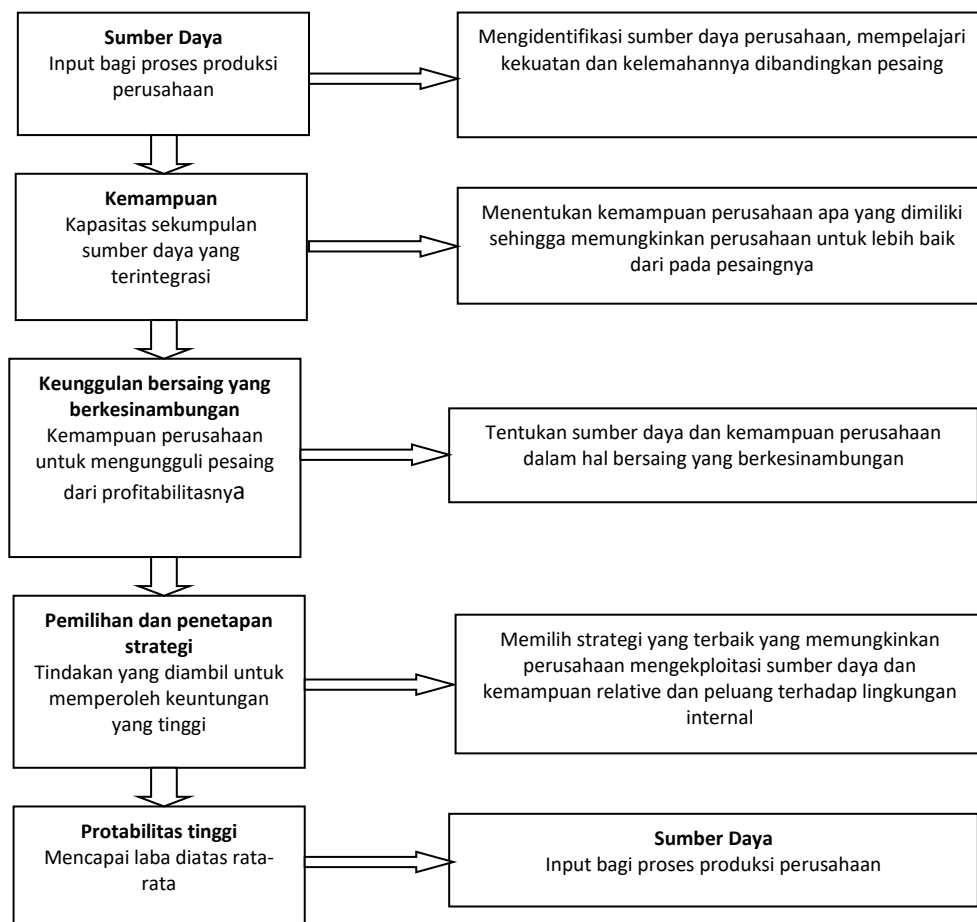 Sumber Daya
Input bagi proses produksi
perusahaan
Mengidentifikasi sumber daya perusahaan, mempelajari
kekuatan dan kelemahannya dibandingkan pesaing
Kemampuan
Kapasitas sekumpulan
sumber daya yang
terintegrasi
Menentukan kemampuan perusahaan apa yang dimiliki
sehingga memungkinkan perusahaan untuk lebih baik
dari pada pesaingnya
Keunggulan bersaing yang
berkesinambungan
Kemampuan perusahaan
untuk mengungguli pesaing
dari profitabilitasnya
Tentukan sumber daya dan kemampuan perusahaan
dalam hal bersaing yang berkesinambungan
Pemilihan dan penetapan
strategi
Tindakan yang diambil untuk
memperoleh keuntungan
yang tinggi
Memilih strategi yang terbaik yang memungkinkan
perusahaan mengekploitasi sumber daya dan
kemampuan relative dan peluang terhadap lingkungan
internal
Protabilitas tinggi
Mencapai laba diatas rata-
rata
Sumber Daya
Input bagi proses produksi perusahaan